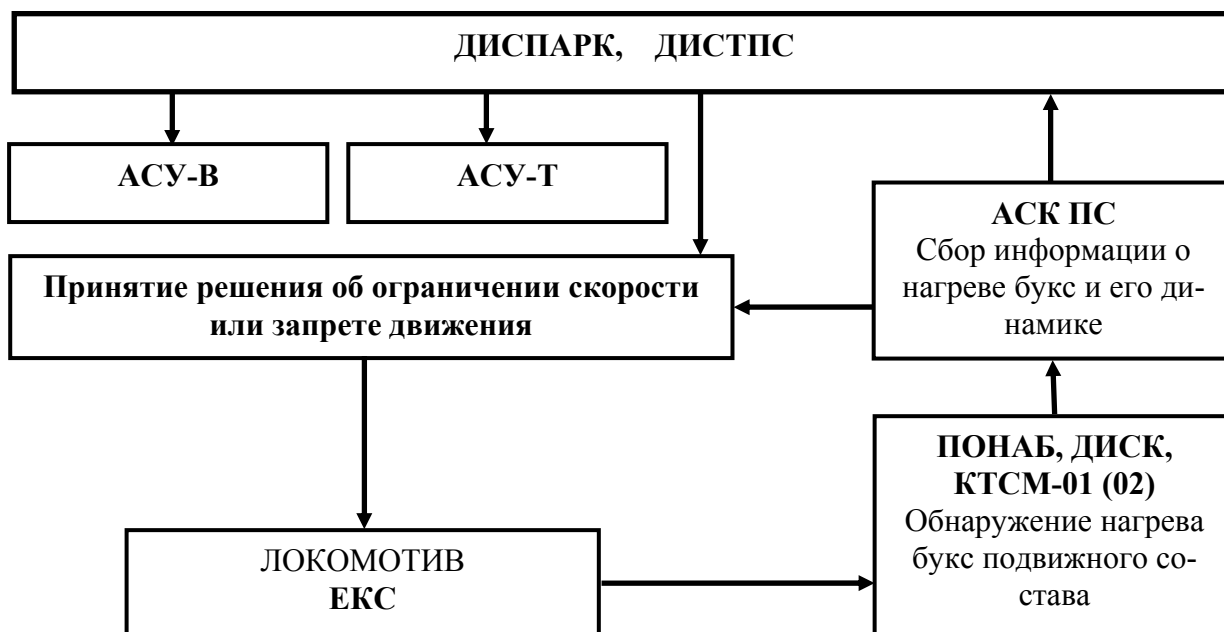 ДИСПАРК, ДИСТПС
АСУ-В
АСУ-Т
АСК ПС
Сбор информации о
нагреве букс и его ди-
намике
Принятие решения об ограничении скорости
или запрете движения
ПОНАБ, ДИСК,
КТСМ-01 (02)
Обнаружение нагрева
букс подвижного со-
става
ЛОКОМОТИВ
ЕКС